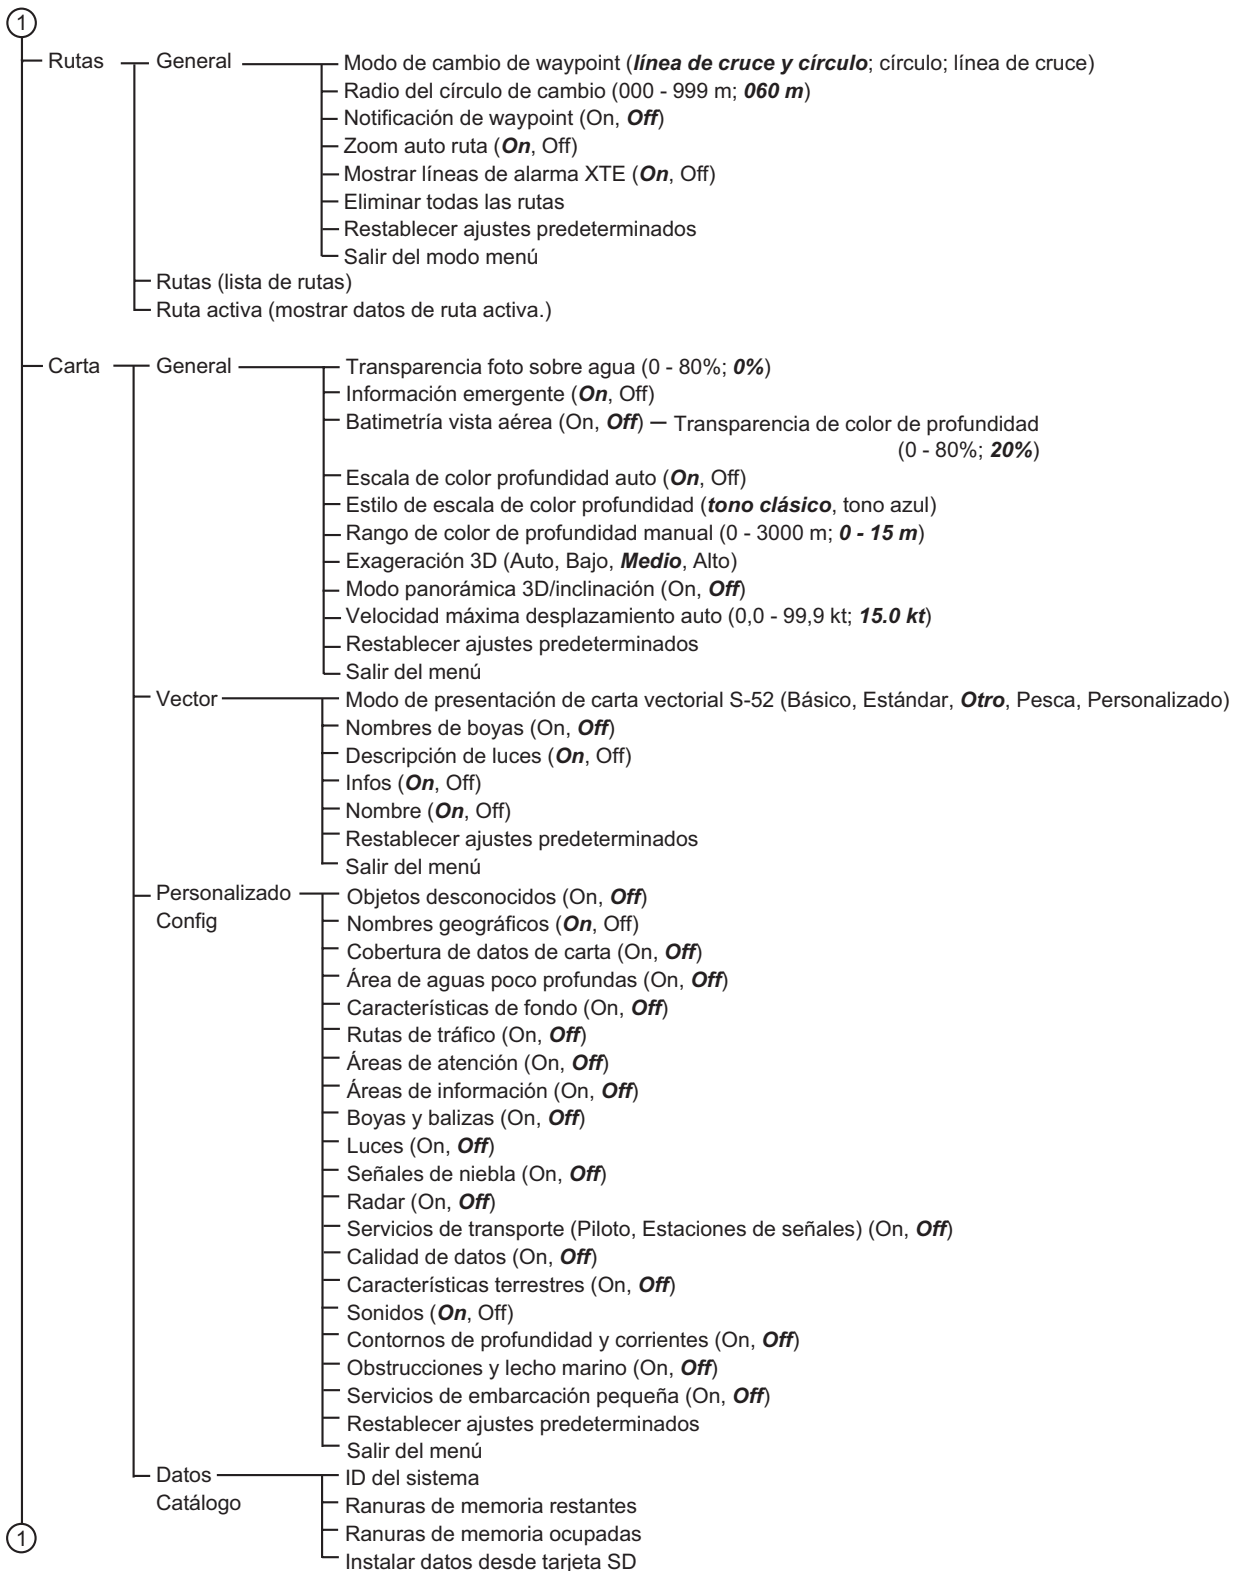 1
Rutas
General
Modo de cambio de waypoint (línea de cruce y círculo; círculo; línea de cruce)
Radio del círculo de cambio (000 - 999 m; 060 m)
Notificación de waypoint (On, Off)
Zoom auto ruta (On, Off)
Mostrar líneas de alarma XTE (On, Off)
Eliminar todas las rutas
Restablecer ajustes predeterminados
Salir del modo menú
Rutas (lista de rutas)
Ruta activa (mostrar datos de ruta activa.)
Carta
General
Transparencia foto sobre agua (0 - 80%; 0%)
Información emergente (On, Off)
Batimetría vista aérea (On, Off)
Transparencia de color de profundidad
(0 - 80%; 20%)
Escala de color profundidad auto (On, Off)
Estilo de escala de color profundidad (tono clásico, tono azul)
Rango de color de profundidad manual (0 - 3000 m; 0 - 15 m)
Exageración 3D (Auto, Bajo, Medio, Alto)
Modo panorámica 3D/inclinación (On, Off)
Velocidad máxima desplazamiento auto (0,0 - 99,9 kt; 15.0 kt)
Restablecer ajustes predeterminados
Salir del menú
Vector
Modo de presentación de carta vectorial S-52 (Básico, Estándar, Otro, Pesca, Personalizado)
Nombres de boyas (On, Off)
Descripción de luces (On, Off)
Infos (On, Off)
Nombre (On, Off)
Restablecer ajustes predeterminados
Salir del menú
Personalizado
Config
Objetos desconocidos (On, Off)
Nombres geográficos (On, Off)
Cobertura de datos de carta (On, Off)
Área de aguas poco profundas (On, Off)
Características de fondo (On, Off)
Rutas de tráfico (On, Off)
Áreas de atención (On, Off)
Áreas de información (On, Off)
Boyas y balizas (On, Off)
Luces (On, Off)
Señales de niebla (On, Off)
Radar (On, Off)
Servicios de transporte (Piloto, Estaciones de señales) (On, Off)
Calidad de datos (On, Off)
Características terrestres (On, Off)
Sonidos (On, Off)
Contornos de profundidad y corrientes (On, Off)
Obstrucciones y lecho marino (On, Off)
Servicios de embarcación pequeña (On, Off)
Restablecer ajustes predeterminados
Salir del menú
Datos
Catálogo
ID del sistema
Ranuras de memoria restantes
Ranuras de memoria ocupadas
Instalar datos desde tarjeta SD
1